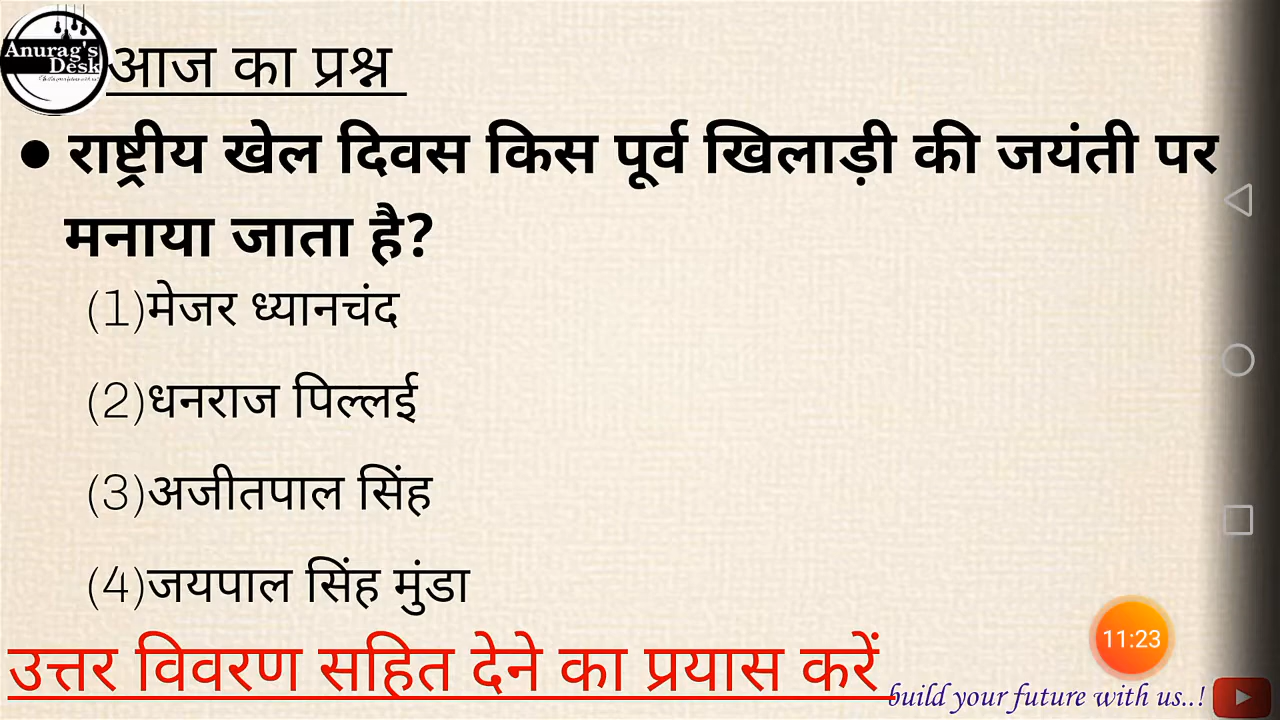 Anurag's
Desk
आज का प्रश्न
● राष्ट्रीय खेल दिवस किस पूर्व खिलाड़ी की जयंती पर
मनाया जाता है?
(1)मेजर ध्यानचंद
(2)धनराज पिल्लई
(3)अजीतपाल सिंह
(4)जयपाल सिंह मुंडा
11:23
उत्तर विवरण सहित देने का प्रयास करें
build your future with us..!